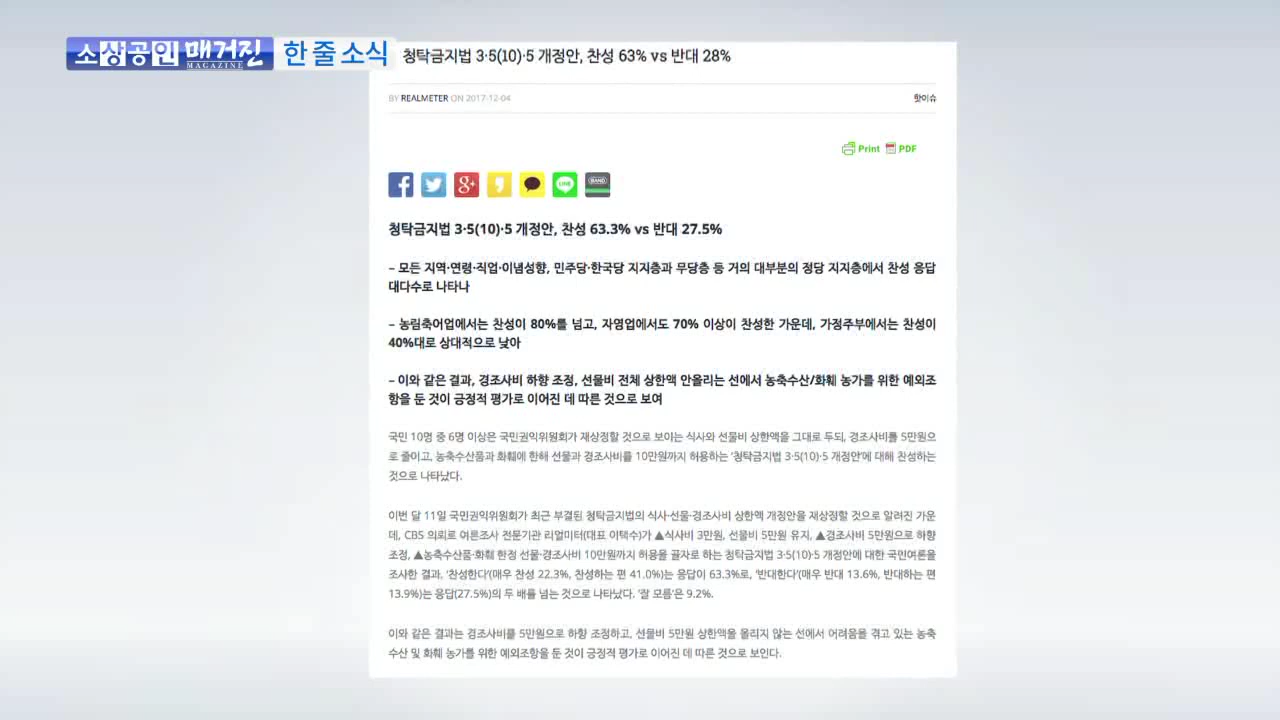 소상공인 매거진 한 줄 소식
MAGAZINE
청탁금지법 3·5(10)·5 개정안, 찬성 63% vs 반대 28%
BY REALMETER ON 2017-12-04
핫이슈
Print PDF
BAND
LINE
청탁금지법 3·5(10)·5 개정안, 찬성 63.3% vs 반대 27.5%
– 모든 지역·연령·직업·이념성향, 민주당·한국당 지지층과 무당층 등 거의 대부분의 정당 지지층에서 찬성 응답
대다수로 나타나
– 농림축어업에서는 찬성이 80%를 넘고, 자영업에서도 70% 이상이 찬성한 가운데, 가정주부에서는 찬성이
40%대로 상대적으로 낮아
– 이와 같은 결과, 경조사비 하향 조정, 선물비 전체 상한액 안올리는 선에서 농축수산/화훼 농가를 위한 예외조
항을 둔 것이 긍정적 평가로 이어진 데 따른 것으로 보여
국민 10명 중 6명 이상은 국민권익위원회가 재상정할 것으로 보이는 식사와 선물비 상한액을 그대로 두되, 경조사비를 5만원으
로 줄이고, 농축수산품과 화훼에 한해 선물과 경조사비를 10만원까지 허용하는 ‘청탁금지법 3·5(10)·5 개정안’에 대해 찬성하는
것으로 나타났다.
이번 달 11일 국민권익위원회가 최근 부결된 청탁금지법의 식사·선물·경조사비 상한액 개정안을 재상정할 것으로 알려진 가운
데, CBS 의뢰로 여론조사 전문기관 리얼미터(대표 이택수)가 ▲식사비 3만원, 선물비 5만원 유지, ▲경조사비 5만원으로 하향
조정, ▲농축수산품·화훼 한정 선물·경조사비 10만원까지 허용을 골자로 하는 청탁금지법 3·5(10)·5 개정안에 대한 국민여론을
조사한 결과, ‘찬성한다’(매우 찬성 22.3%, 찬성하는 편 41.0%)는 응답이 63.3%로, ‘반대한다’(매우 반대 13.6%, 반대하는 편
13.9%)는 응답(27.5%)의 두 배를 넘는 것으로 나타났다. ‘잘 모름’은 9.2%.
이와 같은 결과는 경조사비를 5만원으로 하향 조정하고, 선물비 5만원 상한액을 올리지 않는 선에서 어려움을 겪고 있는 농축
수산 및 화훼 농가를 위한 예외조항을 둔 것이 긍정적 평가로 이어진 데 따른 것으로 보인다.